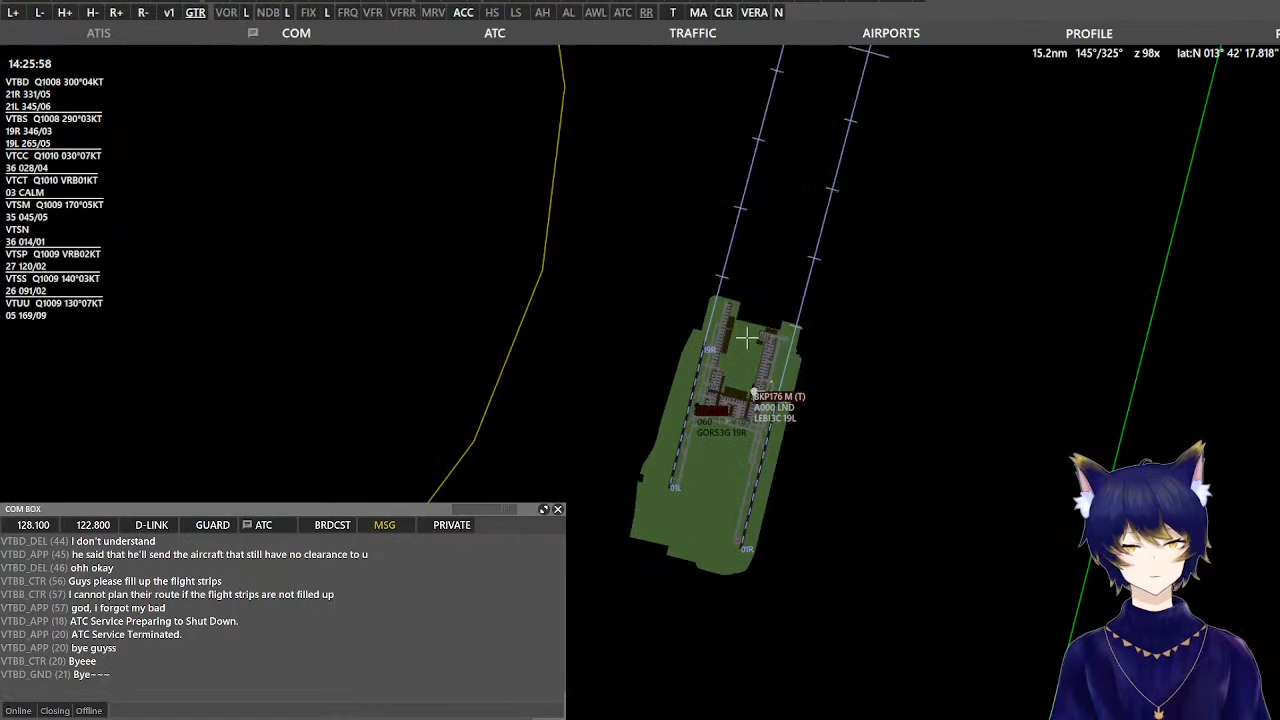 L+ L- H+ H- R+ R- v1 GTR VOR L NDB L FIX L FRQ VFR VFRR MRV ACC HS LS AH AL AWL ATC RR T MA CLR VERA N
ATIS COM ATC TRAFFIC AIRPORTS PROFILE
15.2nm 145°/325° z 98x lat:N 013° 42' 17.818"
14:25:58
VTBD Q1008 300°04KT
21R 331/05
21L 345/06
VTBS Q1008 290°03KT
19R 346/03
19L 265/05
VTCC Q1010 030°07KT
36 028/04
VTCT Q1010 VRB01KT
03 CALM
VTSM Q1009 170°05KT
35 045/05
VTSN
36 014/01
VTSP Q1009 VRB02KT
27 120/02
VTSS Q1009 140°03KT
26 091/02
VTUU Q1009 130°07KT
05 169/09
19R
BKP176 M (T)
A000 LND
LEBI3C 19L
060
GORS3G 19R
01L
01R
COM BOX
128.100 122.800 D-LINK GUARD ATC BRDCST MSG PRIVATE
VTBD_DEL (44) I don't understand
VTBD_APP (45) he said that he'll send the aircraft that still have no clearance to u
VTBD_DEL (46) ohh okay
VTBB_CTR (56) Guys please fill up the flight strips
VTBB_CTR (57) I cannot plan their route if the flight strips are not filled up
VTBD_APP (57) god, i forgot my bad
VTBD_APP (18) ATC Service Preparing to Shut Down.
VTBD_APP (20) ATC Service Terminated.
VTBD_APP (20) bye guyss
VTBB_CTR (20) Byeee
VTBD_GND (21) Bye~~~
Online Closing Offline